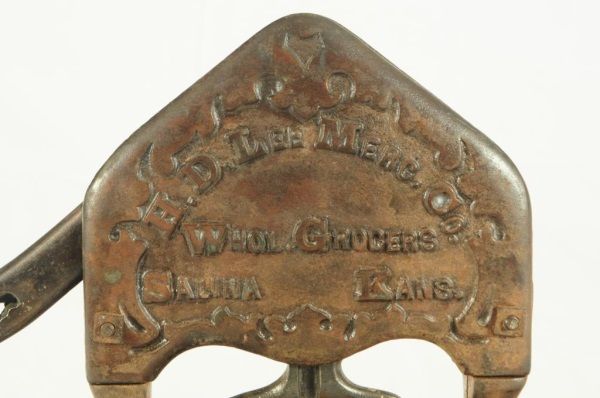 H.D. LEE MERC. CO
WHOL. GROCERS
SALINA KANS.